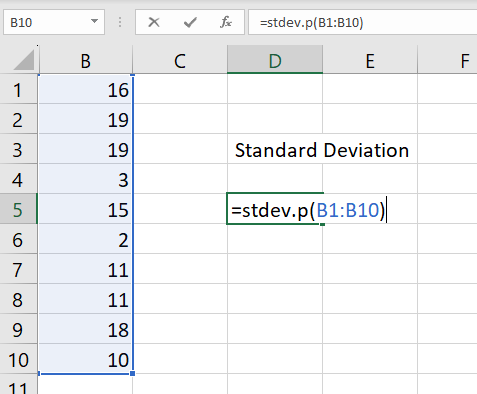 B10 fx =stdev.p(B1:B10)
B C D E F
1 16
2 19
3 19 Standard Deviation
4 3
5 15 =stdev.p(B1:B10)
6 2
7 11
8 11
9 18
10 10
11